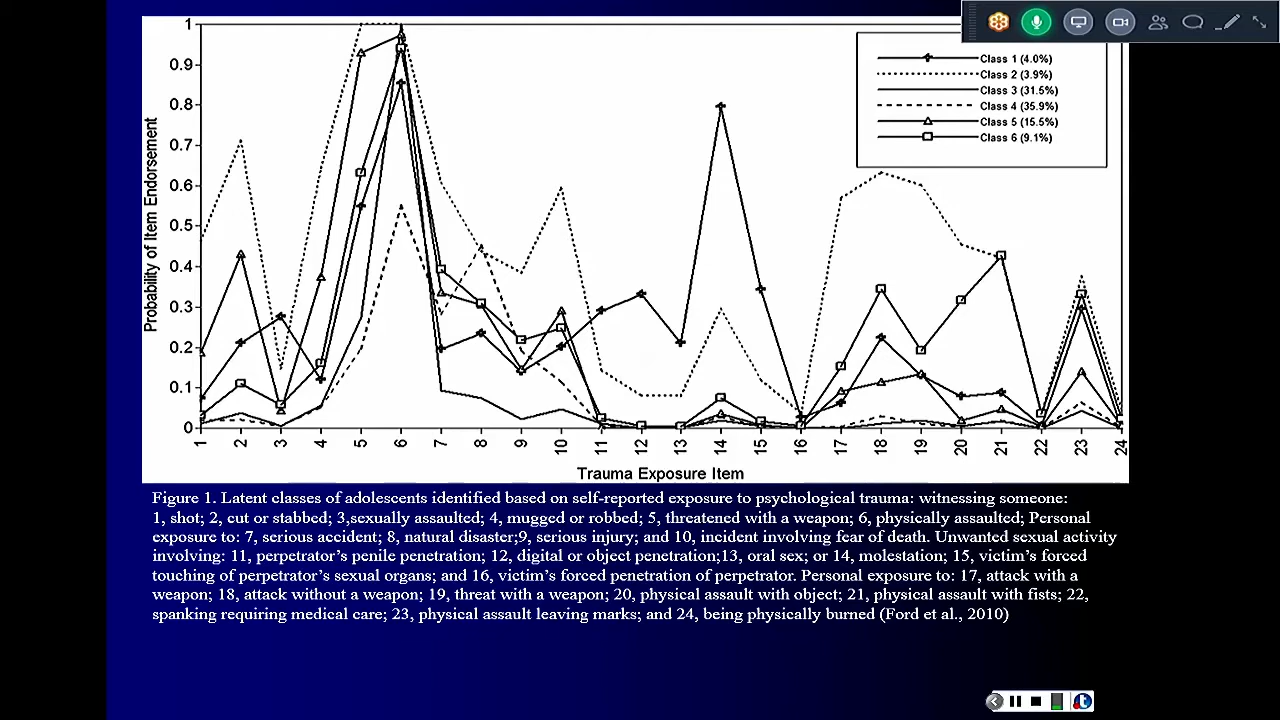 1
0.9
0.8
0.7
0.6
0.5
0.4
0.3
0.2
0.1
0
Probability of Item Endorsement
Class 1 (4.0%)
Class 2 (3.9%)
Class 3 (31.5%)
Class 4 (35.9%)
Class 5 (15.5%)
Class 6 (9.1%)
1 2 3 4 5 6 7 8 9 10 11 12 13 14 15 16 17 18 19 20 21 22 23 24
Trauma Exposure Item
Figure 1. Latent classes of adolescents identified based on self-reported exposure to psychological trauma: witnessing someone:
1, shot; 2, cut or stabbed; 3,sexually assaulted; 4, mugged or robbed; 5, threatened with a weapon; 6, physically assaulted; Personal
exposure to: 7, serious accident; 8, natural disaster;9, serious injury; and 10, incident involving fear of death. Unwanted sexual activity
involving: 11, perpetrator’s penile penetration; 12, digital or object penetration;13, oral sex; or 14, molestation; 15, victim’s forced
touching of perpetrator’s sexual organs; and 16, victim’s forced penetration of perpetrator. Personal exposure to: 17, attack with a
weapon; 18, attack without a weapon; 19, threat with a weapon; 20, physical assault with object; 21, physical assault with fists; 22,
spanking requiring medical care; 23, physical assault leaving marks; and 24, being physically burned (Ford et al., 2010)